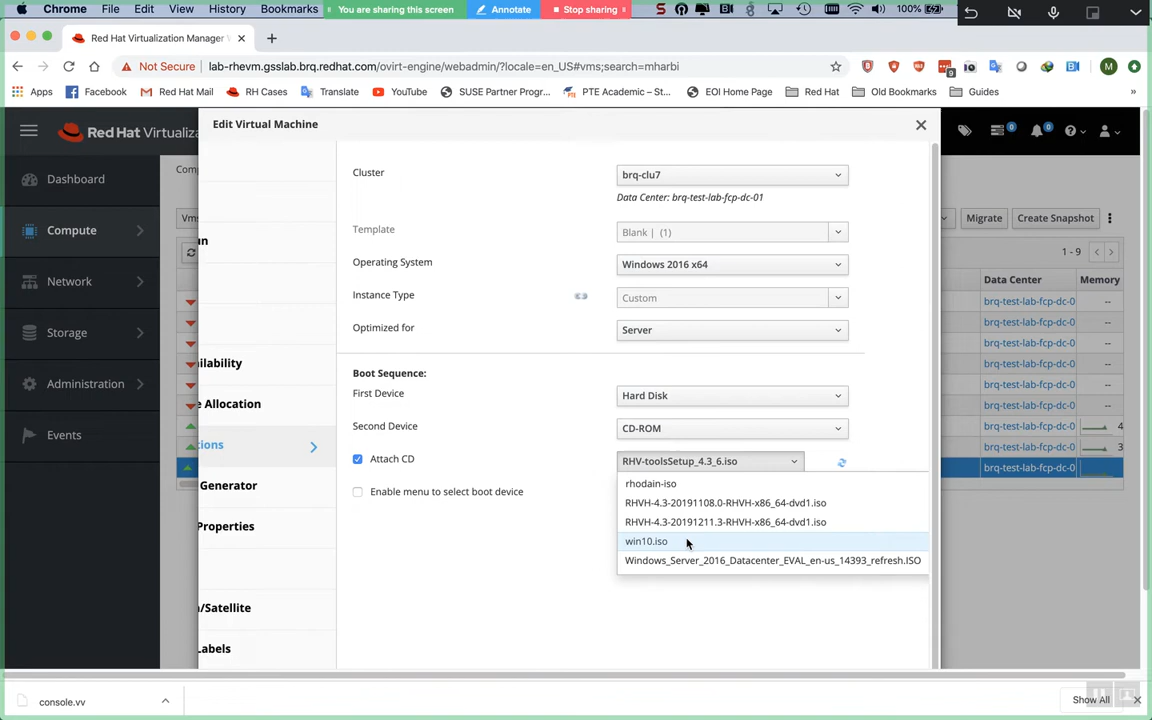 Chrome File Edit View History Bookmarks You are sharing this screen Annotate Stop sharing 100%
Red Hat Virtualization Manager
Not Secure lab-rhevm.gsslab.brq.redhat.com/ovirt-engine/webadmin/?locale=en_US#vms;search=mharbi M
Apps Facebook Red Hat Mail RH Cases Translate YouTube SUSE Partner Progr... PTE Academic – St... EOI Home Page Red Hat Old Bookmarks Guides »
Red Hat Virtualiza
Edit Virtual Machine
0 0
Dashboard
Compute
Network
Storage
Administration
Events
Comp
Vms
Migrate Create Snapshot
1 - 9
Data Center Memory
brq-test-lab-fcp-dc-0 --
brq-test-lab-fcp-dc-0 --
brq-test-lab-fcp-dc-0 --
brq-test-lab-fcp-dc-0 --
brq-test-lab-fcp-dc-0 --
brq-test-lab-fcp-dc-0 --
brq-test-lab-fcp-dc-0 4
brq-test-lab-fcp-dc-0 3
brq-test-lab-fcp-dc-0
un
ilability
e Allocation
tions
Generator
Properties
n/Satellite
Labels
Cluster brq-clu7
Data Center: brq-test-lab-fcp-dc-01
Template Blank | (1)
Operating System Windows 2016 x64
Instance Type Custom
Optimized for Server
Boot Sequence:
First Device Hard Disk
Second Device CD-ROM
Attach CD RHV-toolsSetup_4.3_6.iso
rhodain-iso
Enable menu to select boot device
RHVH-4.3-20191108.0-RHVH-x86_64-dvd1.iso
RHVH-4.3-20191211.3-RHVH-x86_64-dvd1.iso
win10.iso
Windows_Server_2016_Datacenter_EVAL_en-us_14393_refresh.ISO
console.vv
Show All